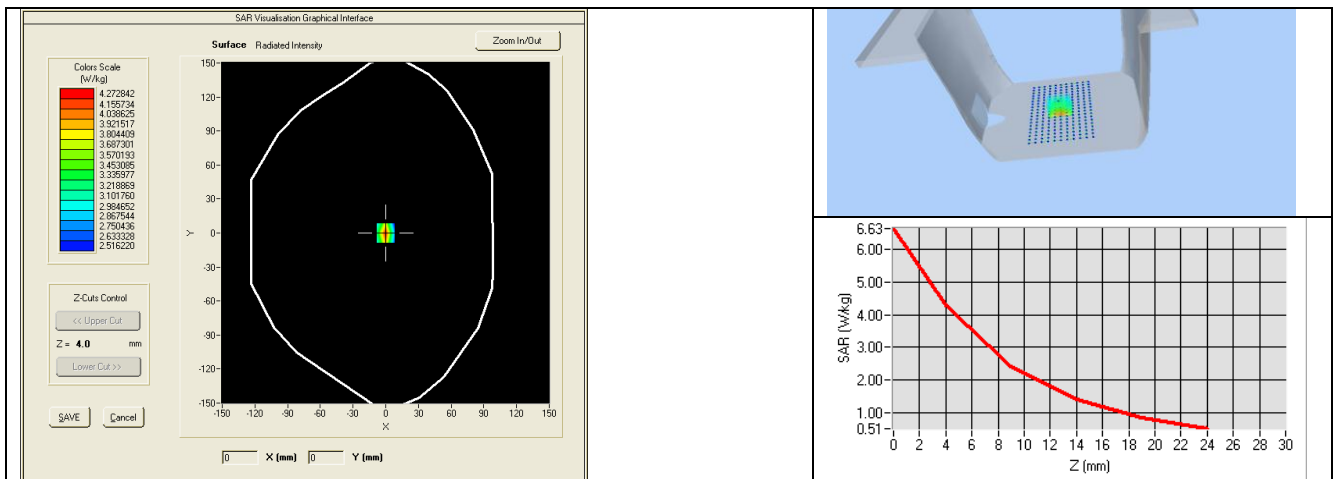 SAR Visualisation Graphical Interface
Surface Radiated Intensity
Zoom In/Out
Colors Scale
(W/kg)
4.272842
4.155734
4.038625
3.921517
3.804409
3.687301
3.570193
3.453085
3.335977
3.218869
3.101760
2.984652
2.867544
2.750436
2.633328
2.516220
Z-Cuts Control
<< Upper Cut
Z = 4.0 mm
Lower Cut >>
SAVE Cancel
150-
120-
90-
60-
30-
0-
-30-
-60-
-90-
-120-
-150-
Y
-150 -120 -90 -60 -30 0 30 60 90 120 150
X
0 X (mm) 0 Y (mm)
6.63-
6.00-
5.00-
4.00-
3.00-
2.00-
1.00-
0.51-
SAR (W/kg)
0 2 4 6 8 10 12 14 16 18 20 22 24 26 28 30
Z (mm)